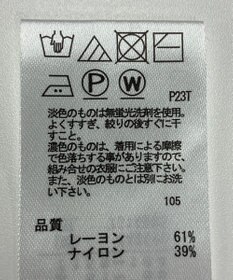 P23T
P W
淡色のものは無蛍光洗剤を使用。
よくすすぎ、絞りの後すぐに干
すこと。
濃色のものは、着用による摩擦
で色落ちする事がありますので、
組み合せの衣服にご注意下さい。
また、淡色のものとは別にお洗
い下さい。
105
品質
レーヨン 61%
ナイロン 39%